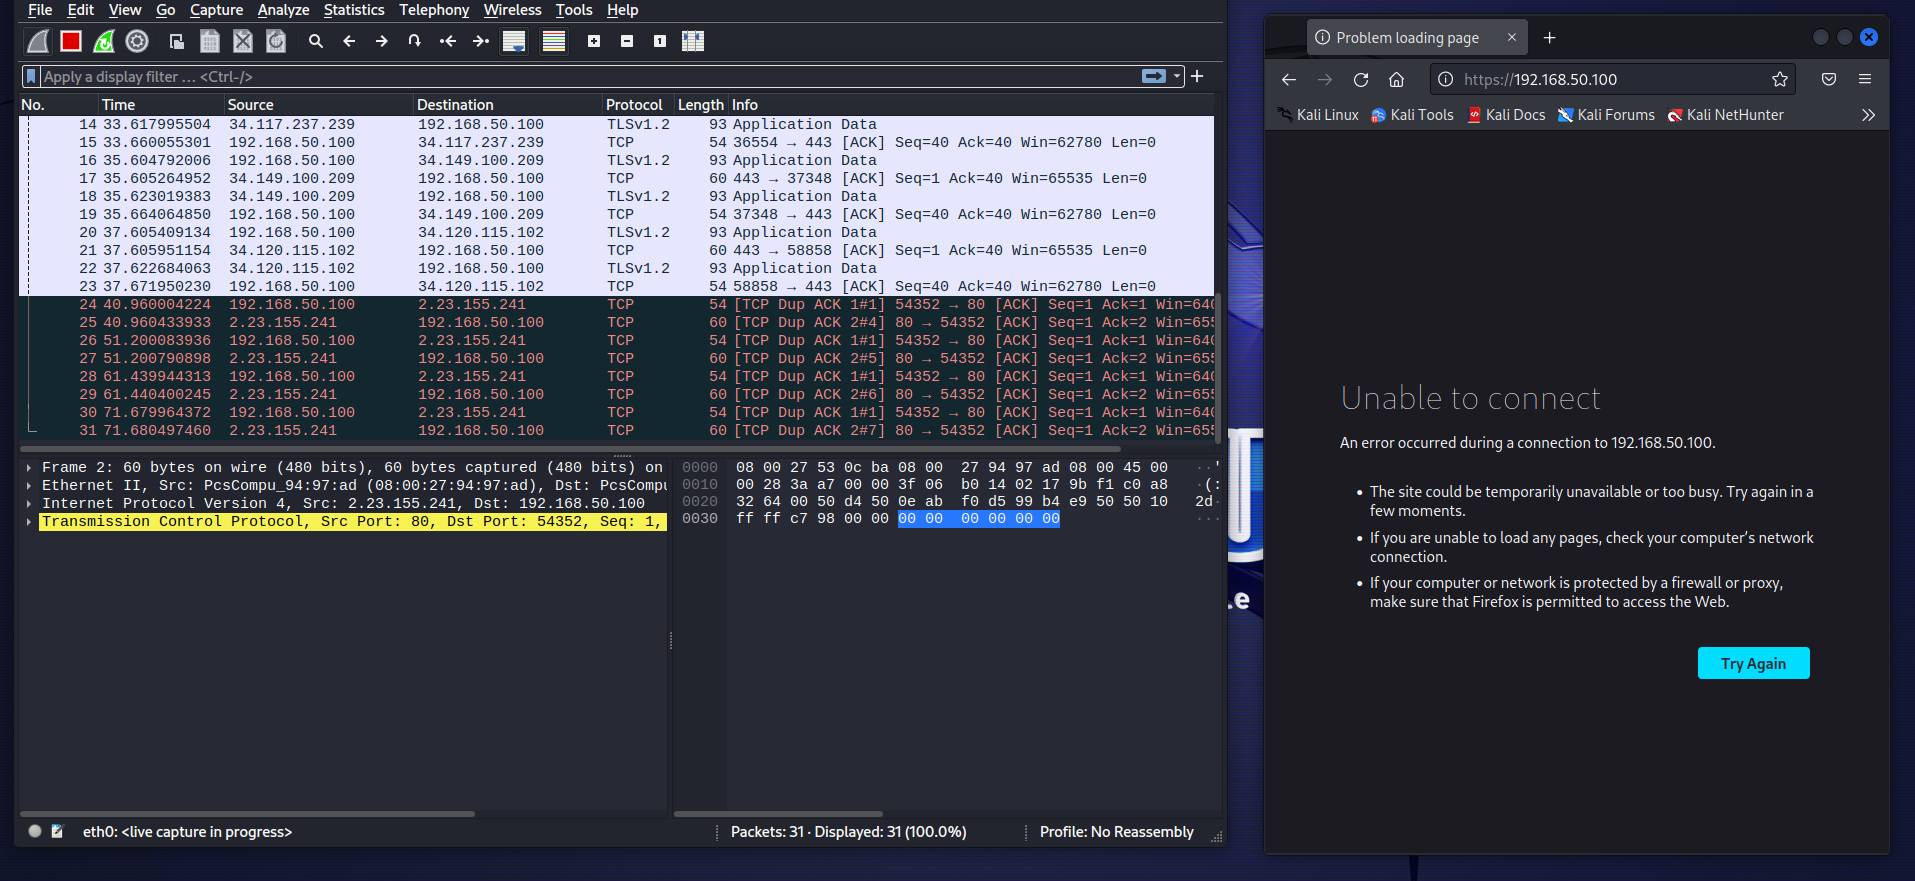 File Edit View Go Capture Analyze Statistics Telephony Wireless Tools Help
Apply a display filter … <Ctrl-/>
No. Time Source Destination Protocol Length Info
14 33.617995504 34.117.237.239 192.168.50.100 TLSv1.2 93 Application Data
15 33.660055301 192.168.50.100 34.117.237.239 TCP 54 36554 → 443 [ACK] Seq=40 Ack=40 Win=62780 Len=0
16 35.604792006 192.168.50.100 34.149.100.209 TLSv1.2 93 Application Data
17 35.605264952 34.149.100.209 192.168.50.100 TCP 60 443 → 37348 [ACK] Seq=1 Ack=40 Win=65535 Len=0
18 35.623019383 34.149.100.209 192.168.50.100 TLSv1.2 93 Application Data
19 35.664064850 192.168.50.100 34.149.100.209 TCP 54 37348 → 443 [ACK] Seq=40 Ack=40 Win=62780 Len=0
20 37.605409134 192.168.50.100 34.120.115.102 TLSv1.2 93 Application Data
21 37.605951154 34.120.115.102 192.168.50.100 TCP 60 443 → 58858 [ACK] Seq=1 Ack=40 Win=65535 Len=0
22 37.622684063 34.120.115.102 192.168.50.100 TLSv1.2 93 Application Data
23 37.671950230 192.168.50.100 34.120.115.102 TCP 54 58858 → 443 [ACK] Seq=40 Ack=40 Win=62780 Len=0
24 40.960004224 192.168.50.100 2.23.155.241 TCP 54 [TCP Dup ACK 1#1] 54352 → 80 [ACK] Seq=1 Ack=1 Win=640
25 40.960433933 2.23.155.241 192.168.50.100 TCP 60 [TCP Dup ACK 2#4] 80 → 54352 [ACK] Seq=1 Ack=2 Win=655
26 51.200083936 192.168.50.100 2.23.155.241 TCP 54 [TCP Dup ACK 1#1] 54352 → 80 [ACK] Seq=1 Ack=1 Win=640
27 51.200790898 2.23.155.241 192.168.50.100 TCP 60 [TCP Dup ACK 2#5] 80 → 54352 [ACK] Seq=1 Ack=2 Win=655
28 61.439944313 192.168.50.100 2.23.155.241 TCP 54 [TCP Dup ACK 1#1] 54352 → 80 [ACK] Seq=1 Ack=1 Win=640
29 61.440400245 2.23.155.241 192.168.50.100 TCP 60 [TCP Dup ACK 2#6] 80 → 54352 [ACK] Seq=1 Ack=2 Win=655
30 71.679964372 192.168.50.100 2.23.155.241 TCP 54 [TCP Dup ACK 1#1] 54352 → 80 [ACK] Seq=1 Ack=1 Win=640
31 71.680497460 2.23.155.241 192.168.50.100 TCP 60 [TCP Dup ACK 2#7] 80 → 54352 [ACK] Seq=1 Ack=2 Win=655
Frame 2: 60 bytes on wire (480 bits), 60 bytes captured (480 bits) on
Ethernet II, Src: PcsCompu_94:97:ad (08:00:27:94:97:ad), Dst: PcsCompu
Internet Protocol Version 4, Src: 2.23.155.241, Dst: 192.168.50.100
Transmission Control Protocol, Src Port: 80, Dst Port: 54352, Seq: 1,
0000 08 00 27 53 0c ba 08 00 27 94 97 ad 08 00 45 00 ··'
0010 00 28 3a a7 00 00 3f 06 b0 14 02 17 9b f1 c0 a8 ·(:
0020 32 64 00 50 d4 50 0e ab f0 d5 99 b4 e9 50 50 10 2d·
0030 ff ff c7 98 00 00 00 00 00 00 00 00 ···
eth0: <live capture in progress>
Packets: 31 · Displayed: 31 (100.0%)
Profile: No Reassembly
.e
Problem loading page
https://192.168.50.100
Kali Linux Kali Tools Kali Docs Kali Forums Kali NetHunter
Unable to connect
An error occurred during a connection to 192.168.50.100.
• The site could be temporarily unavailable or too busy. Try again in a
few moments.
• If you are unable to load any pages, check your computer’s network
connection.
• If your computer or network is protected by a firewall or proxy,
make sure that Firefox is permitted to access the Web.
Try Again